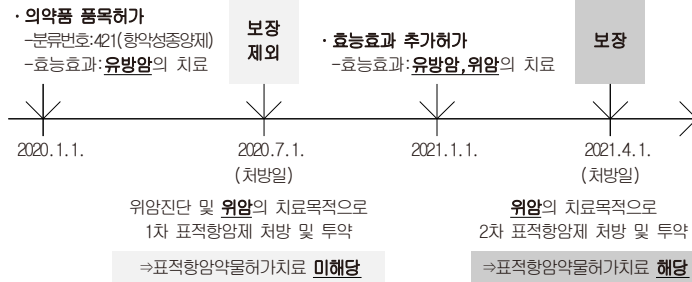 · 의약품 품목허가
-분류번호:421(항악성종양제)
-효능효과:유방암의 치료
보장
제외
· 효능효과 추가허가
-효능효과:유방암,위암의 치료
보장
2020.1.1.
2020.7.1.
(처방일)
2021.1.1.
2021.4.1.
(처방일)
위암진단 및 위암의 치료목적으로
1차 표적항암제 처방 및 투약
⇒표적항암약물허가치료 미해당
위암의 치료목적으로
2차 표적항암제 처방 및 투약
⇒표적항암약물허가치료 해당